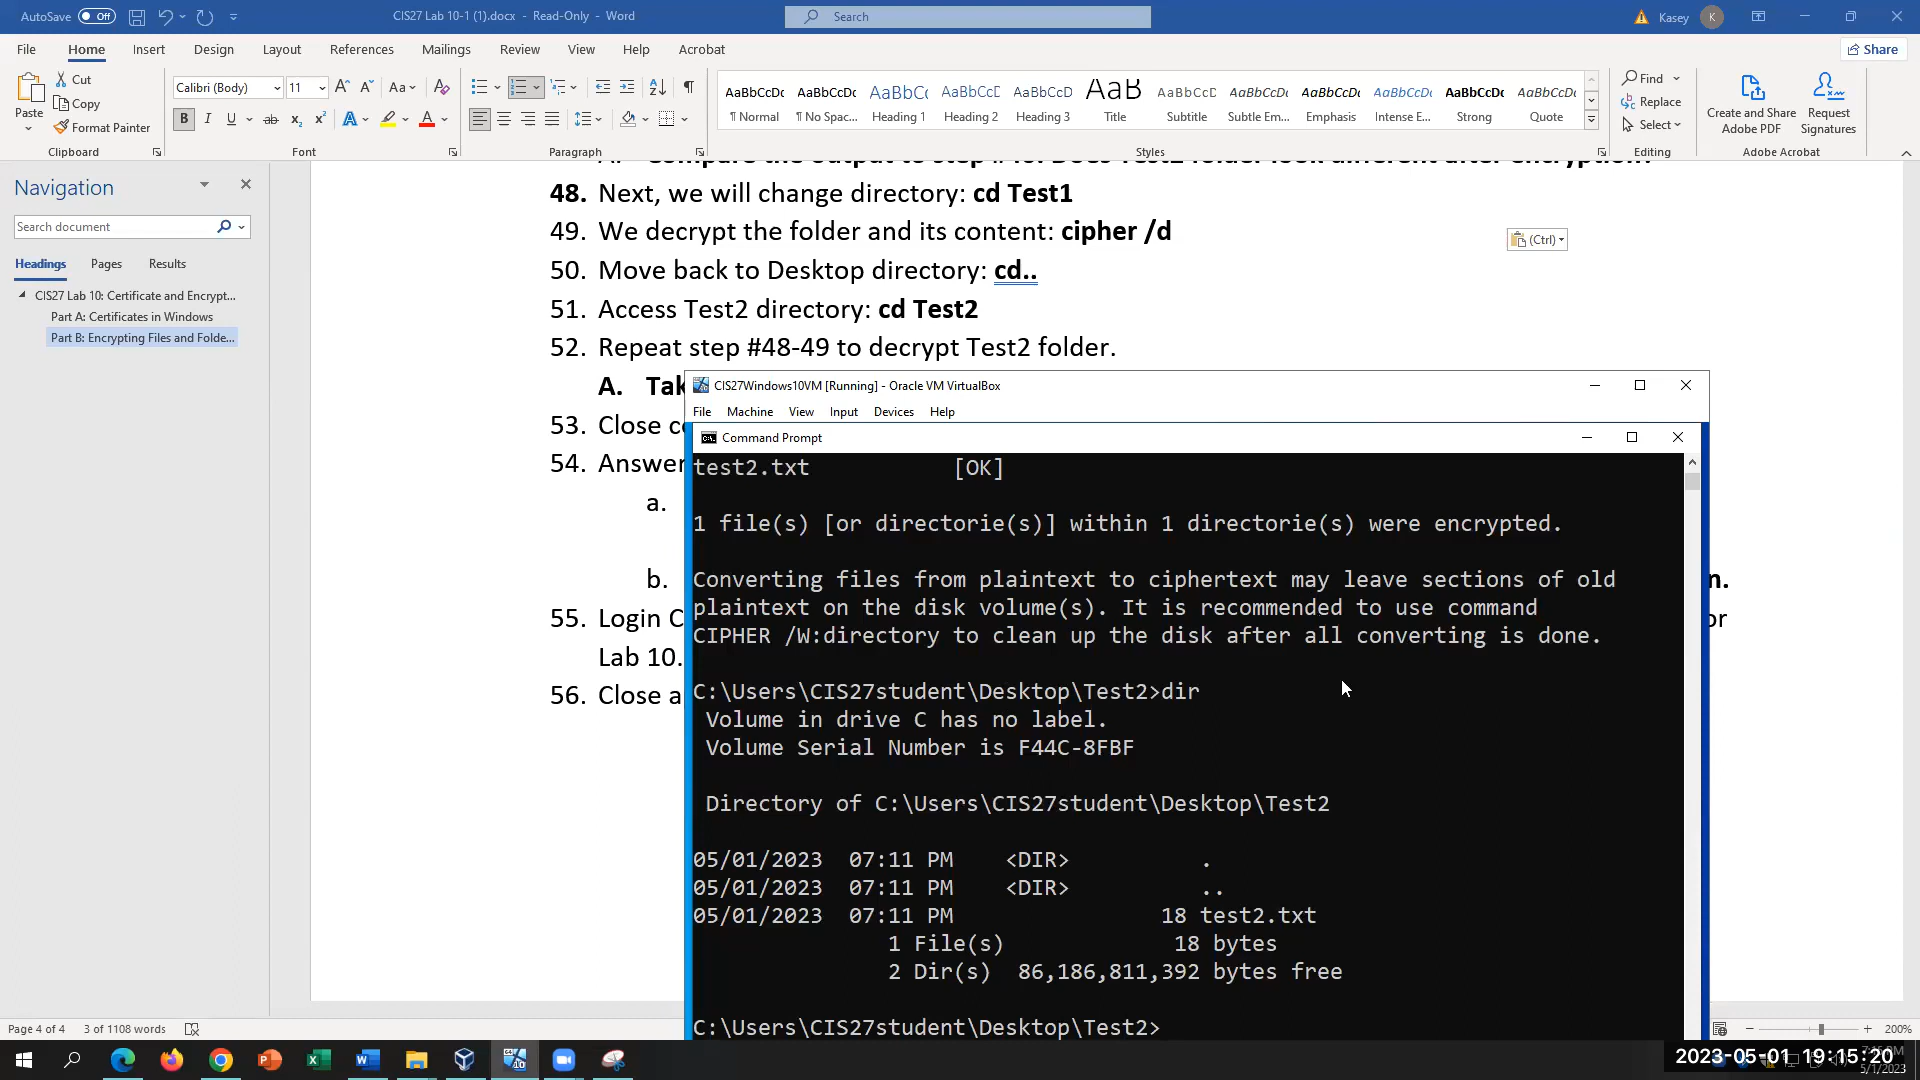 AutoSave Off CIS27 Lab 10-1 (1).docx - Read-Only - Word Search Kasey K
File Home Insert Design Layout References Mailings Review View Help Acrobat Share
Paste Cut Copy Format Painter
Calibri (Body) 11
AaBbCcDc AaBbCcDc AaBbCc AaBbCcD AaBbCcD AaB AaBbCcD AaBbCcDc AaBbCcDc AaBbCcDc AaBbCcDc AaBbCcDc
¶ Normal ¶ No Spac... Heading 1 Heading 2 Heading 3 Title Subtitle Subtle Em... Emphasis Intense E... Strong Quote
Find Replace Select
Create and Share Adobe PDF Request Signatures
Clipboard Font Paragraph Styles Editing Adobe Acrobat
Navigation
Search document
Headings Pages Results
CIS27 Lab 10: Certificate and Encrypt...
Part A: Certificates in Windows
Part B: Encrypting Files and Folde...
48. Next, we will change directory: cd Test1
49. We decrypt the folder and its content: cipher /d
(Ctrl)
50. Move back to Desktop directory: cd..
51. Access Test2 directory: cd Test2
52. Repeat step #48-49 to decrypt Test2 folder.
A. Tak
53. Close c
54. Answer
a.
b. n.
55. Login C or
Lab 10.
56. Close a
CIS27Windows10VM [Running] - Oracle VM VirtualBox
File Machine View Input Devices Help
Command Prompt
test2.txt [OK]
1 file(s) [or directorie(s)] within 1 directorie(s) were encrypted.
Converting files from plaintext to ciphertext may leave sections of old
plaintext on the disk volume(s). It is recommended to use command
CIPHER /W:directory to clean up the disk after all converting is done.
C:\Users\CIS27student\Desktop\Test2>dir
Volume in drive C has no label.
Volume Serial Number is F44C-8FBF
Directory of C:\Users\CIS27student\Desktop\Test2
05/01/2023 07:11 PM <DIR> .
05/01/2023 07:11 PM <DIR> ..
05/01/2023 07:11 PM 18 test2.txt
1 File(s) 18 bytes
2 Dir(s) 86,186,811,392 bytes free
C:\Users\CIS27student\Desktop\Test2>
Page 4 of 4 3 of 1108 words 200%
2023-05-01 19:15:20
5/1/2023